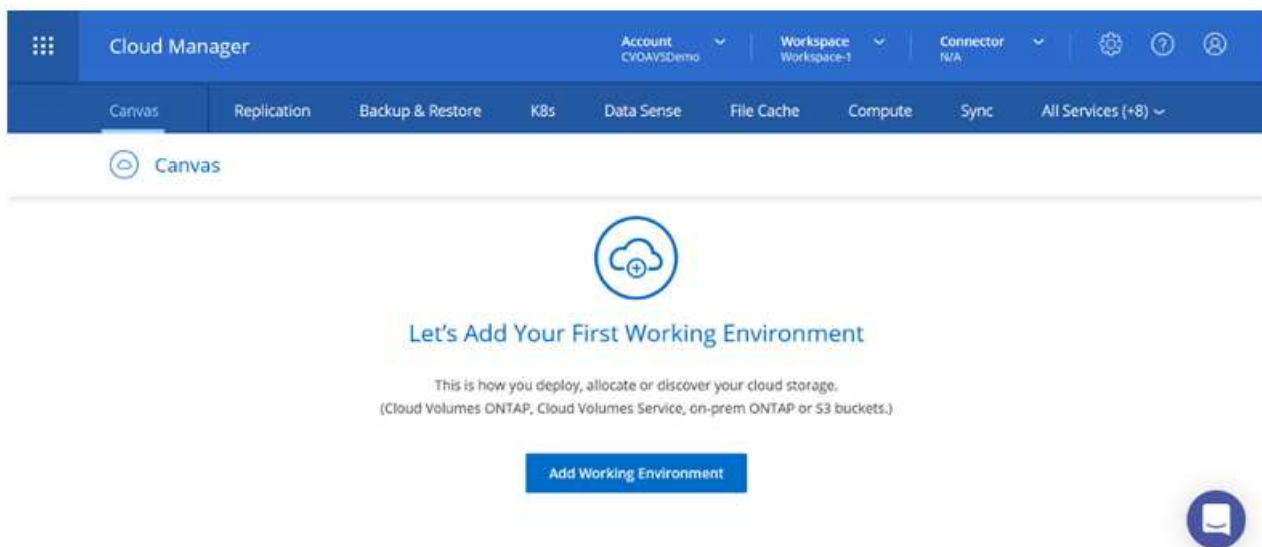 Cloud Manager
Account
CVOAVSDemo
Workspace
Workspace-1
Connector
N/A
Canvas Replication Backup & Restore K8s Data Sense File Cache Compute Sync All Services (+8)
Canvas
Let's Add Your First Working Environment
This is how you deploy, allocate or discover your cloud storage.
(Cloud Volumes ONTAP, Cloud Volumes Service, on-prem ONTAP or S3 buckets.)
Add Working Environment